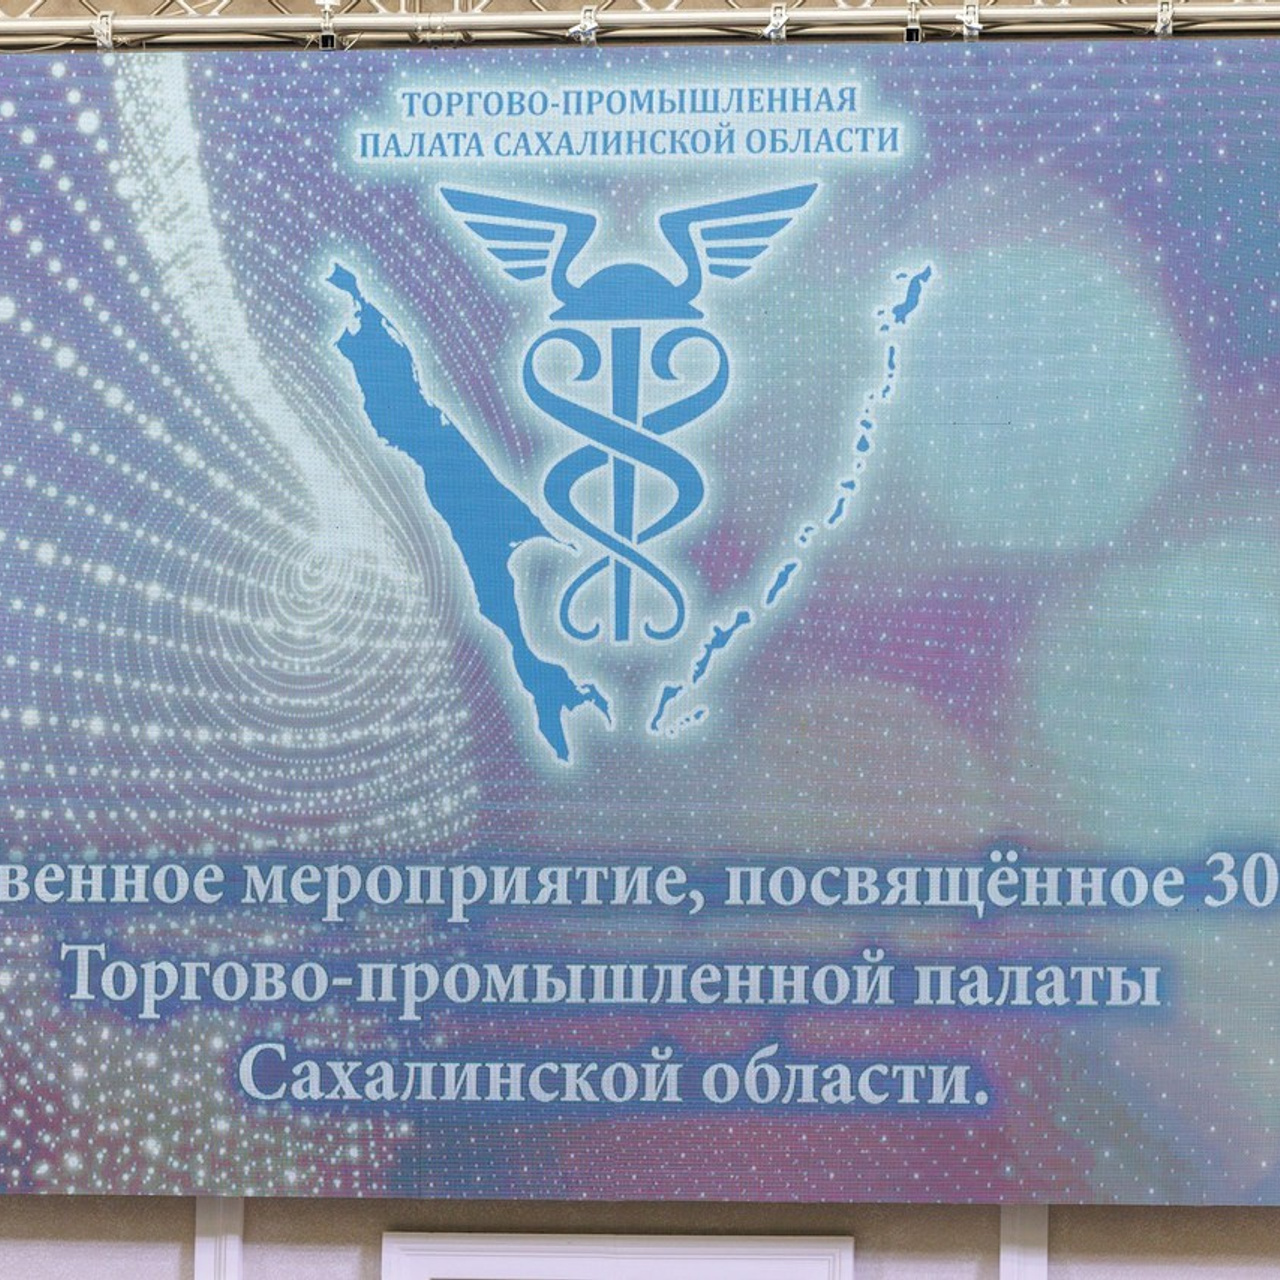 ТОРГОВО-ПРОМЫШЛЕННАЯ
ПАЛАТА САХАЛИНСКОЙ ОБЛАСТИ
венное мероприятие, посвящённое 30
Торгово-промышленной палаты
Сахалинской области.